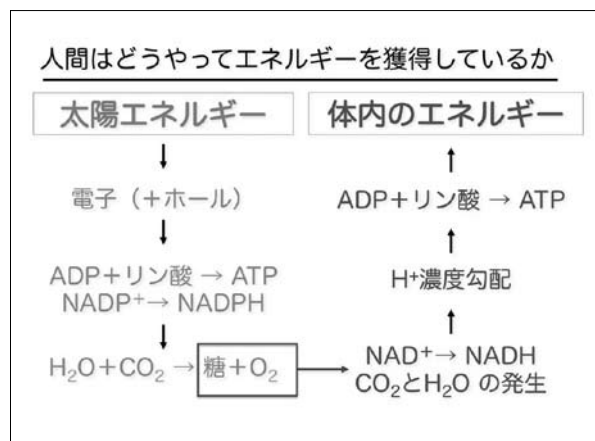 人間はどうやってエネルギーを獲得しているか
太陽エネルギー
電子（＋ホール）
ADP＋リン酸 → ATP
NADP⁺→ NADPH
H₂O＋CO₂ → 糖＋O₂
体内のエネルギー
ADP＋リン酸 → ATP
H⁺濃度勾配
NAD⁺→ NADH
CO₂とH₂O の発生